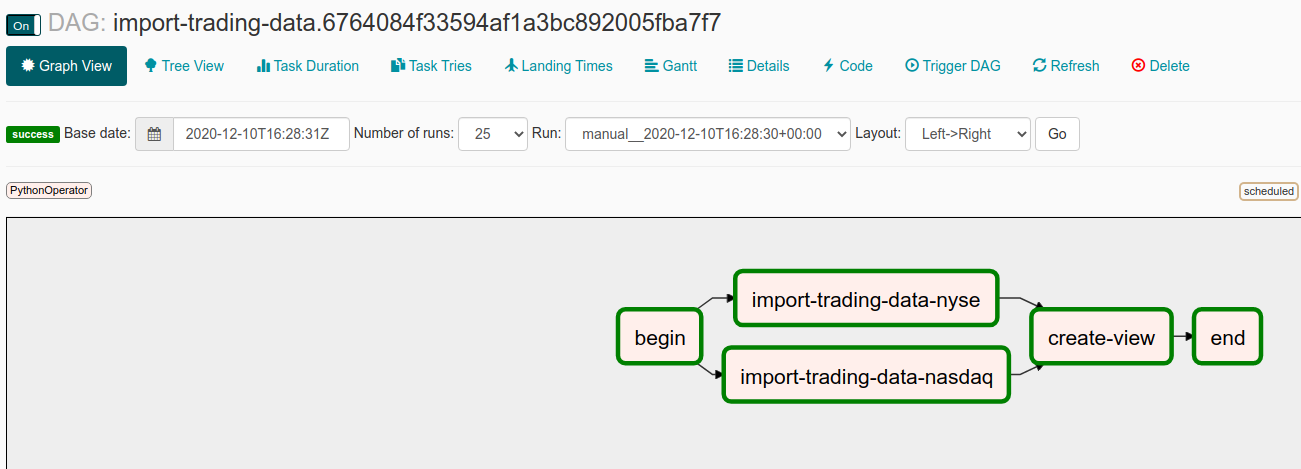 On DAG: import-trading-data.6764084f33594af1a3bc892005fba7f7
Graph View Tree View Task Duration Task Tries Landing Times Gantt Details Code Trigger DAG Refresh Delete
success Base date: 2020-12-10T16:28:31Z Number of runs: 25 Run: manual__2020-12-10T16:28:30+00:00 Layout: Left->Right Go
PythonOperator scheduled
import-trading-data-nyse
begin create-view end
import-trading-data-nasdaq